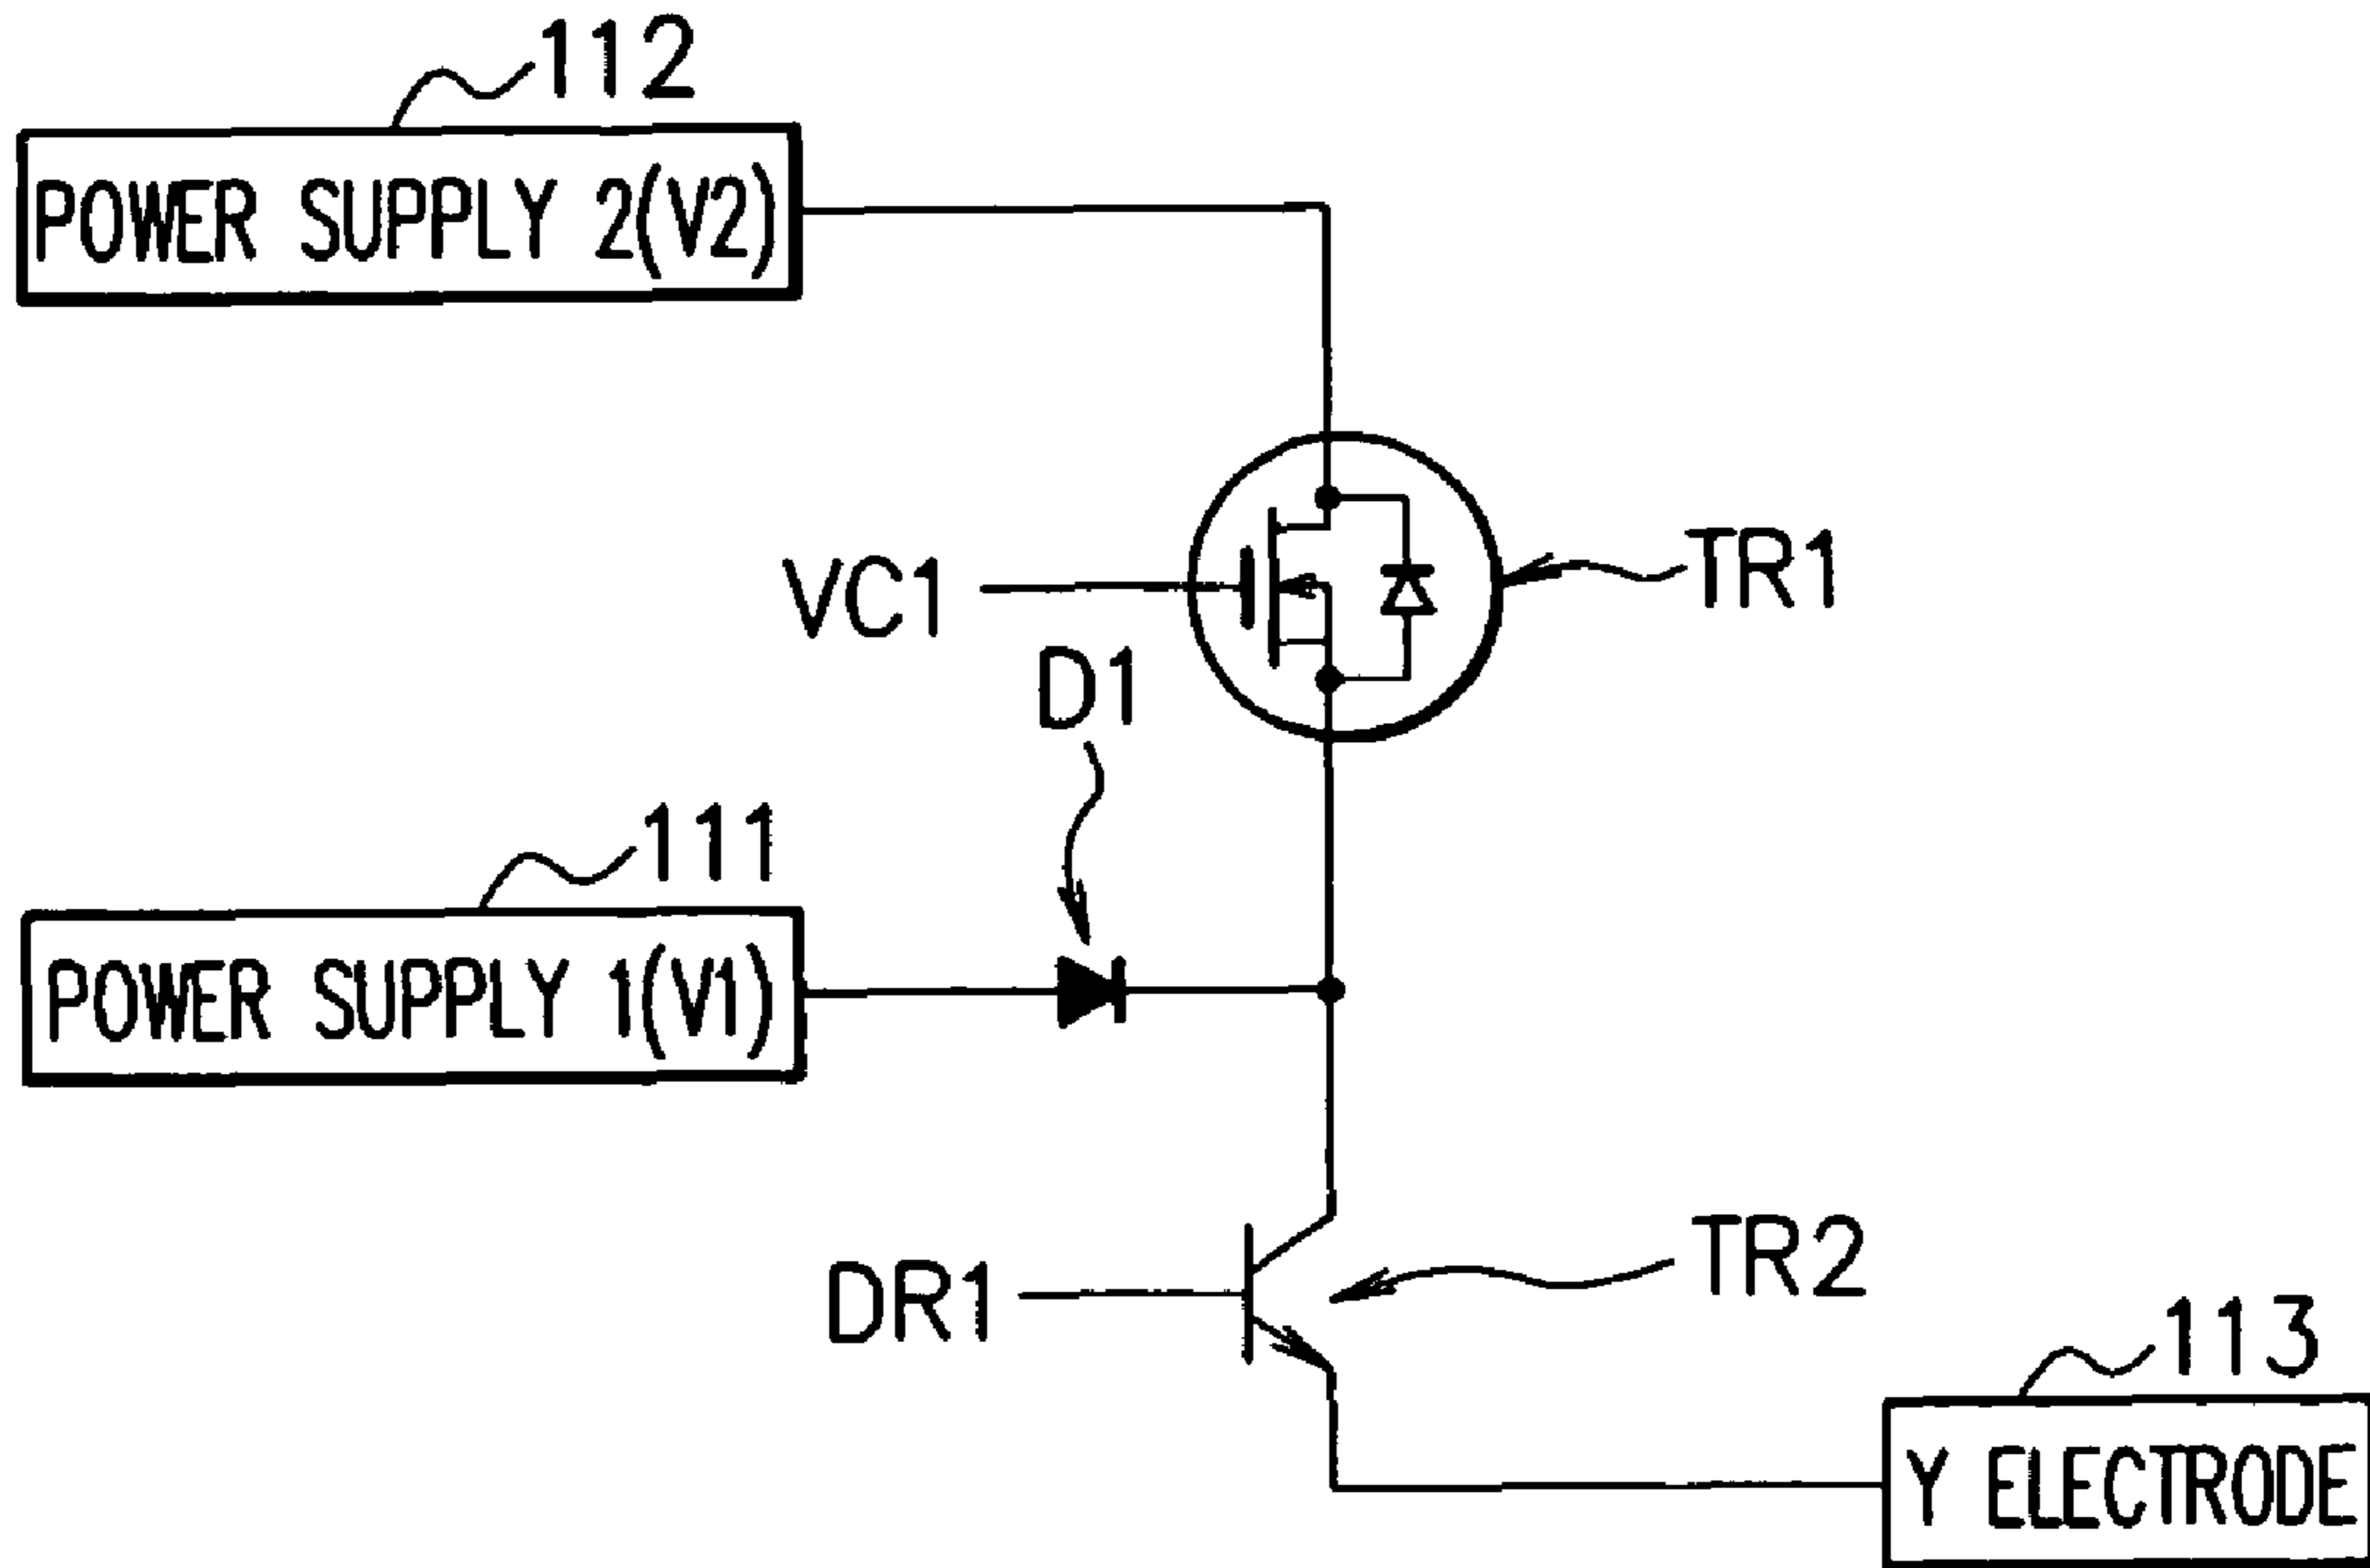 112
POWER SUPPLY 2(V2)
VC1
TR1
D1
111
POWER SUPPLY 1(V1)
DR1
TR2
113
Y ELECTRODE